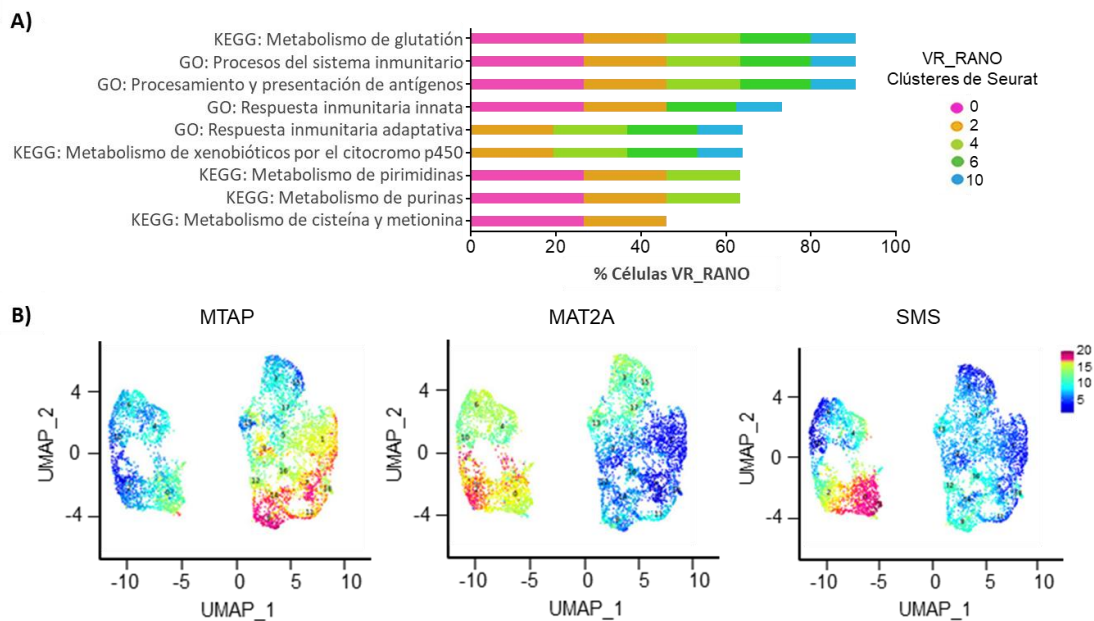 A)
KEGG: Metabolismo de glutatión
GO: Procesos del sistema inmunitario
GO: Procesamiento y presentación de antígenos
GO: Respuesta inmunitaria innata
GO: Respuesta inmunitaria adaptativa
KEGG: Metabolismo de xenobióticos por el citocromo p450
KEGG: Metabolismo de pirimidinas
KEGG: Metabolismo de purinas
KEGG: Metabolismo de cisteína y metionina
0 20 40 60 80 100
% Células VR_RANO
VR_RANO
Clústeres de Seurat
0
2
4
6
10
B)
MTAP
UMAP_2
4
0
-4
-10 -5 0 5 10
UMAP_1
MAT2A
UMAP_2
4
0
-4
-10 -5 0 5 10
UMAP_1
SMS
UMAP_2
4
0
-4
-10 -5 0 5 10
UMAP_1
20
15
10
5